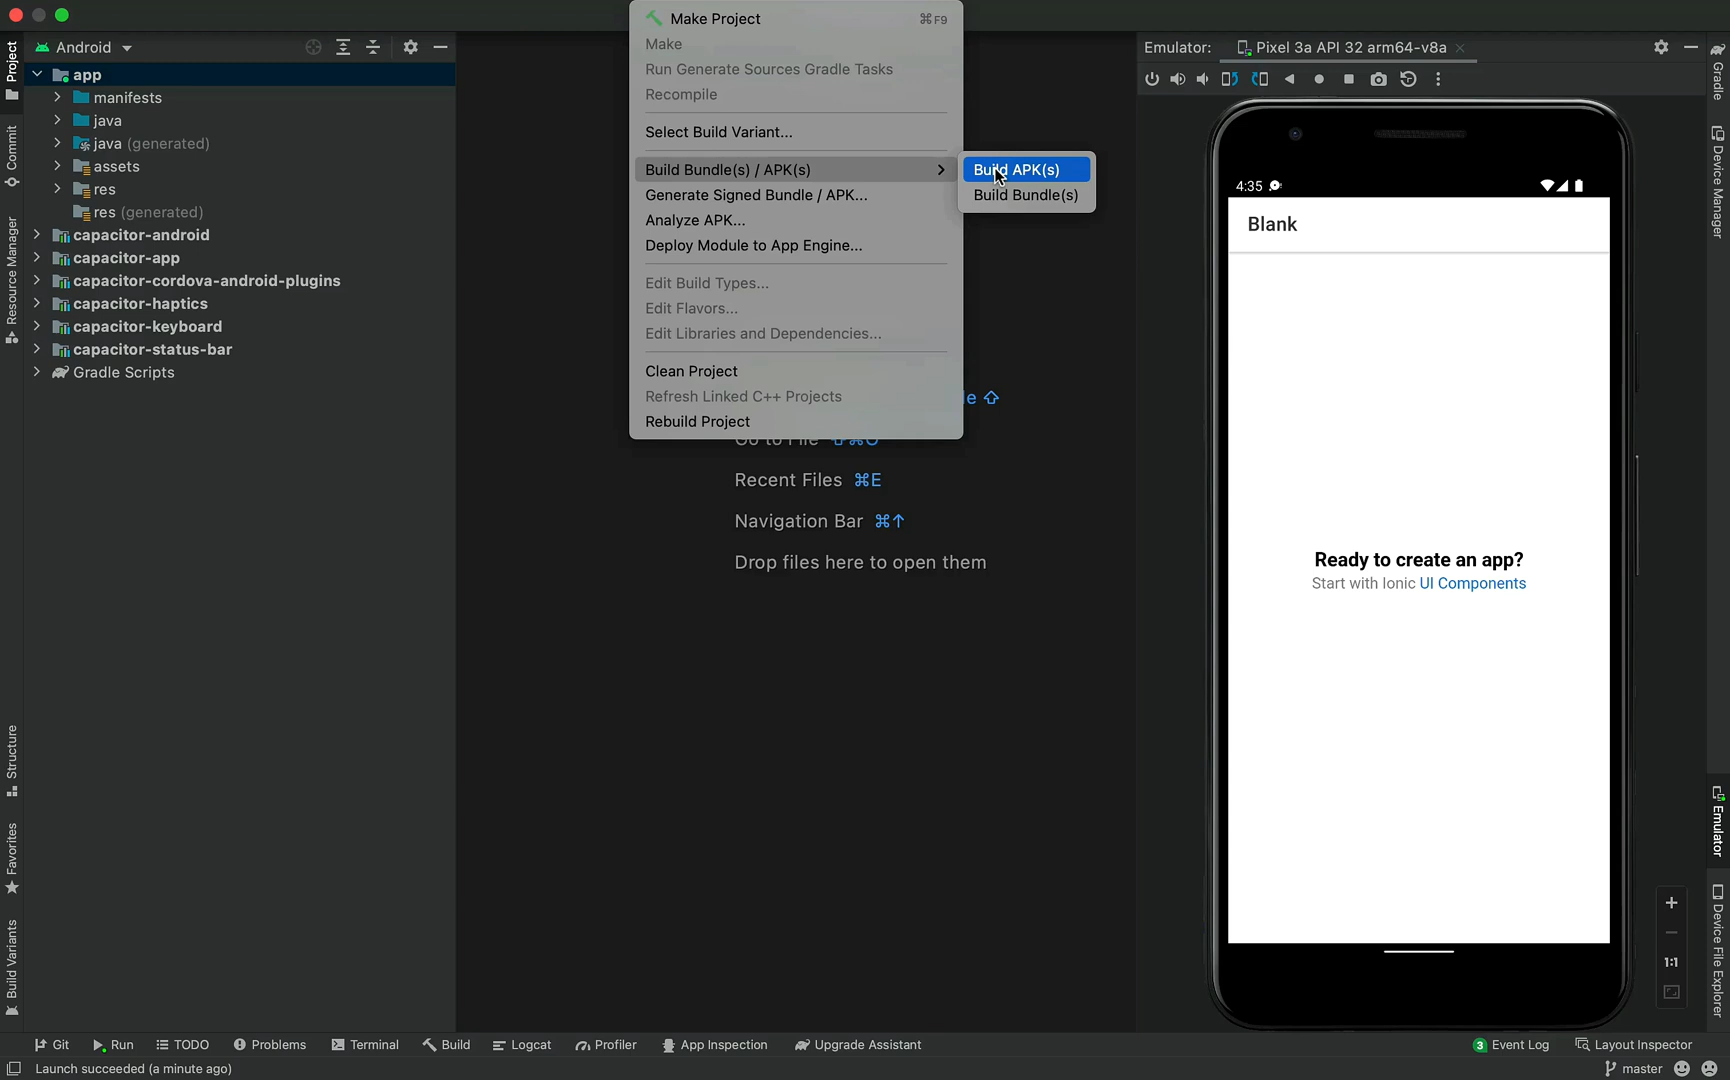 Project
Commit
Resource Manager
Structure
Favorites
Build Variants
Android
app
manifests
java
java (generated)
assets
res
res (generated)
capacitor-android
capacitor-app
capacitor-cordova-android-plugins
capacitor-haptics
capacitor-keyboard
capacitor-status-bar
Gradle Scripts
Make Project ⌘F9
Make
Run Generate Sources Gradle Tasks
Recompile
Select Build Variant...
Build Bundle(s) / APK(s)
Generate Signed Bundle / APK...
Analyze APK...
Deploy Module to App Engine...
Edit Build Types...
Edit Flavors...
Edit Libraries and Dependencies...
Clean Project
Refresh Linked C++ Projects
Rebuild Project
Build APK(s)
Build Bundle(s)
le ⇧
Go to File ⇧⌘O
Recent Files ⌘E
Navigation Bar ⌘↑
Drop files here to open them
Emulator: Pixel 3a API 32 arm64-v8a
4:35
Blank
Ready to create an app?
Start with Ionic UI Components
1:1
Gradle
Device Manager
Emulator
Device File Explorer
Git Run TODO Problems Terminal Build Logcat Profiler App Inspection Upgrade Assistant 3 Event Log Layout Inspector
Launch succeeded (a minute ago) master